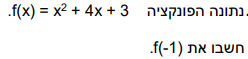 נתונה הפונקציה f(x) = x² + 4x + 3.
חשבו את f(-1).